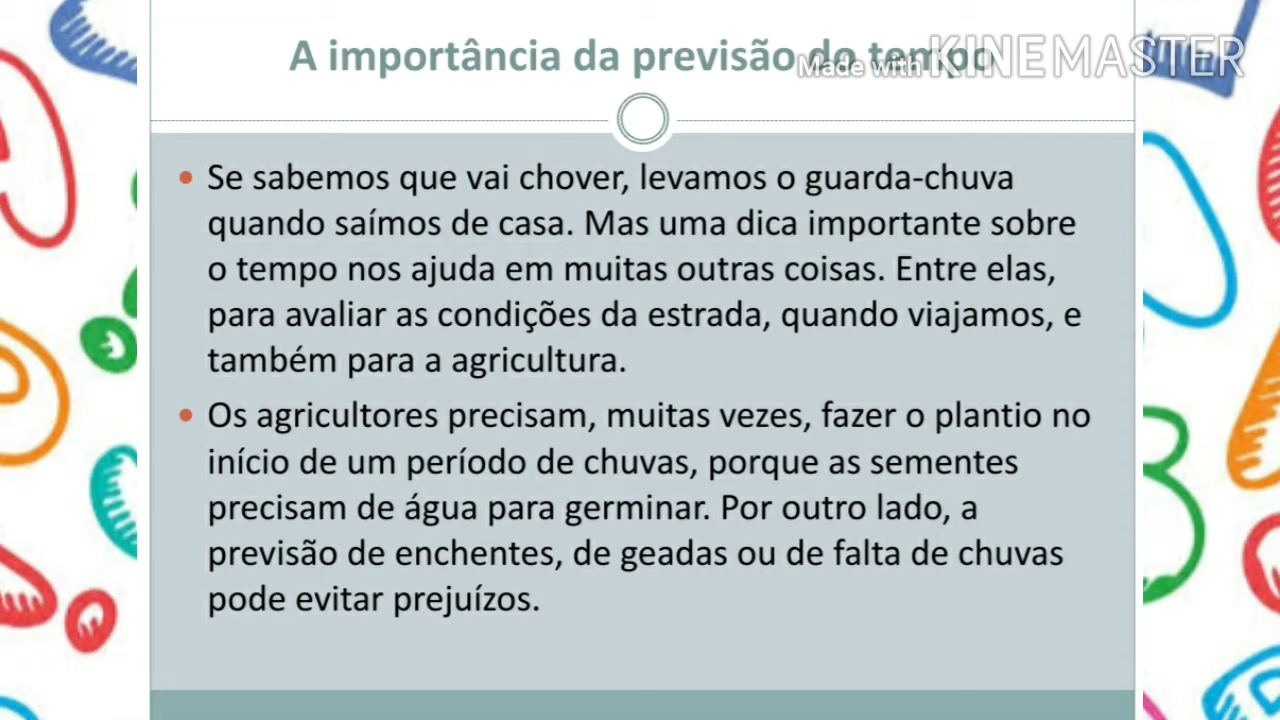 A importância da previsão do tempo
Made with KINEMASTER
Se sabemos que vai chover, levamos o guarda-chuva
quando saímos de casa. Mas uma dica importante sobre
o tempo nos ajuda em muitas outras coisas. Entre elas,
para avaliar as condições da estrada, quando viajamos, e
também para a agricultura.
Os agricultores precisam, muitas vezes, fazer o plantio no
início de um período de chuvas, porque as sementes
precisam de água para germinar. Por outro lado, a
previsão de enchentes, de geadas ou de falta de chuvas
pode evitar prejuízos.